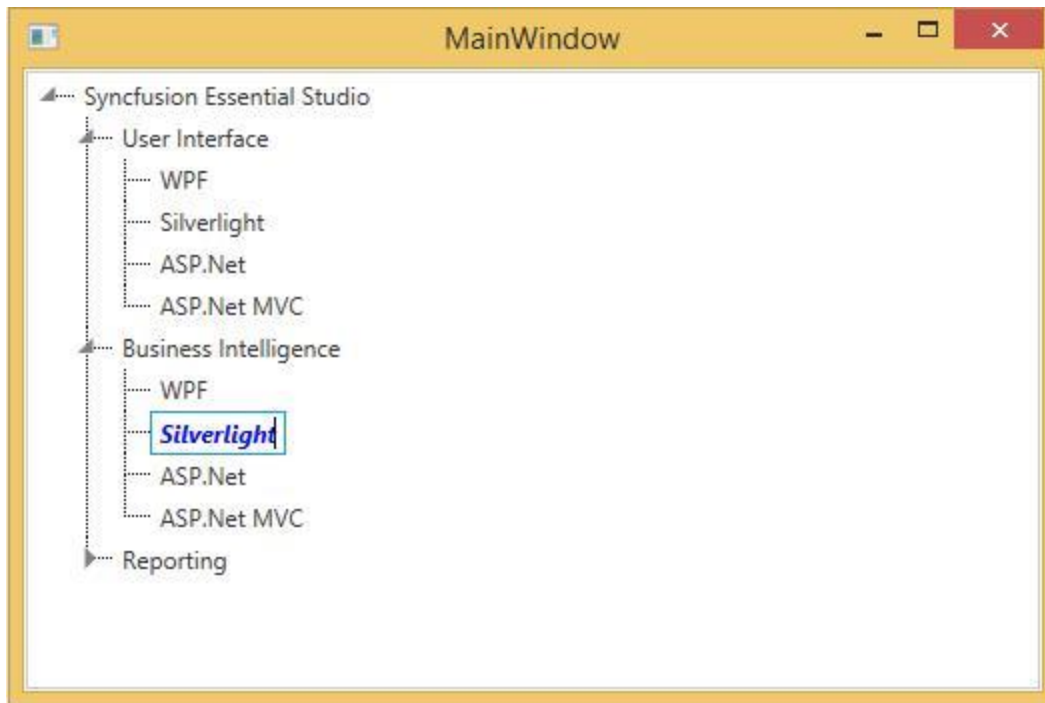 MainWindow
Syncfusion Essential Studio
User Interface
WPF
Silverlight
ASP.Net
ASP.Net MVC
Business Intelligence
WPF
Silverlight
ASP.Net
ASP.Net MVC
Reporting